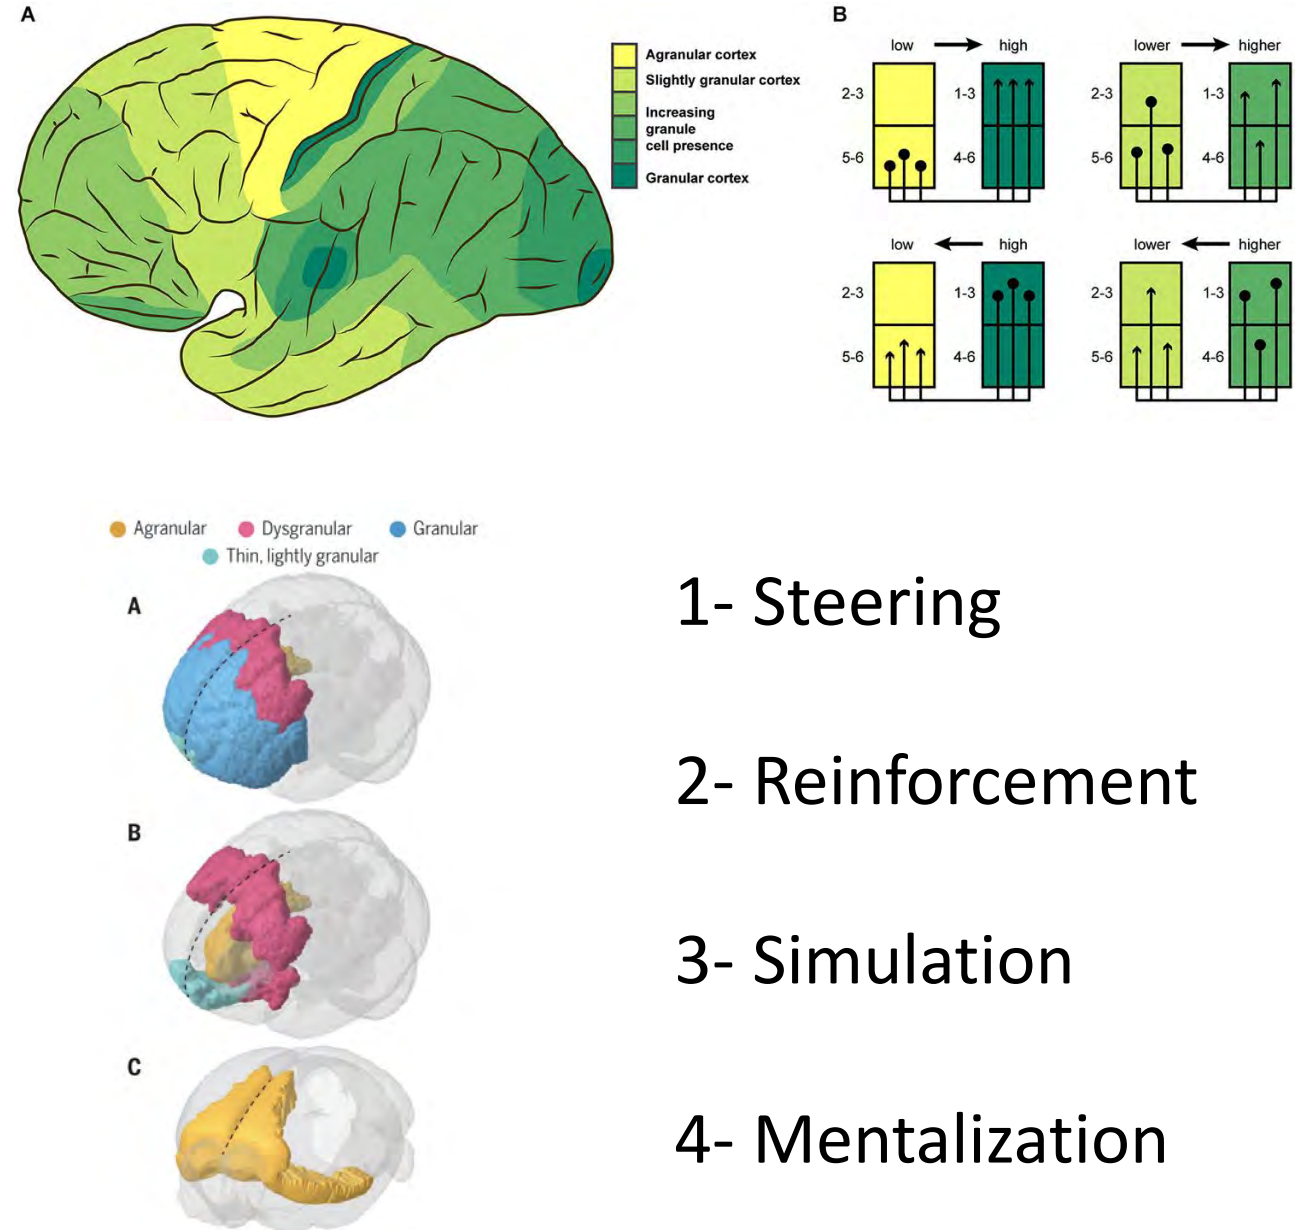 A
Agranular cortex
Slightly granular cortex
Increasing
granule
cell presence
Granular cortex
B
low high
2-3 1-3
5-6 4-6
lower higher
2-3 1-3
5-6 4-6
low high
2-3 1-3
5-6 4-6
lower higher
2-3 1-3
5-6 4-6
Agranular Dysgranular Granular
Thin, lightly granular
A
B
C
1- Steering
2- Reinforcement
3- Simulation
4- Mentalization